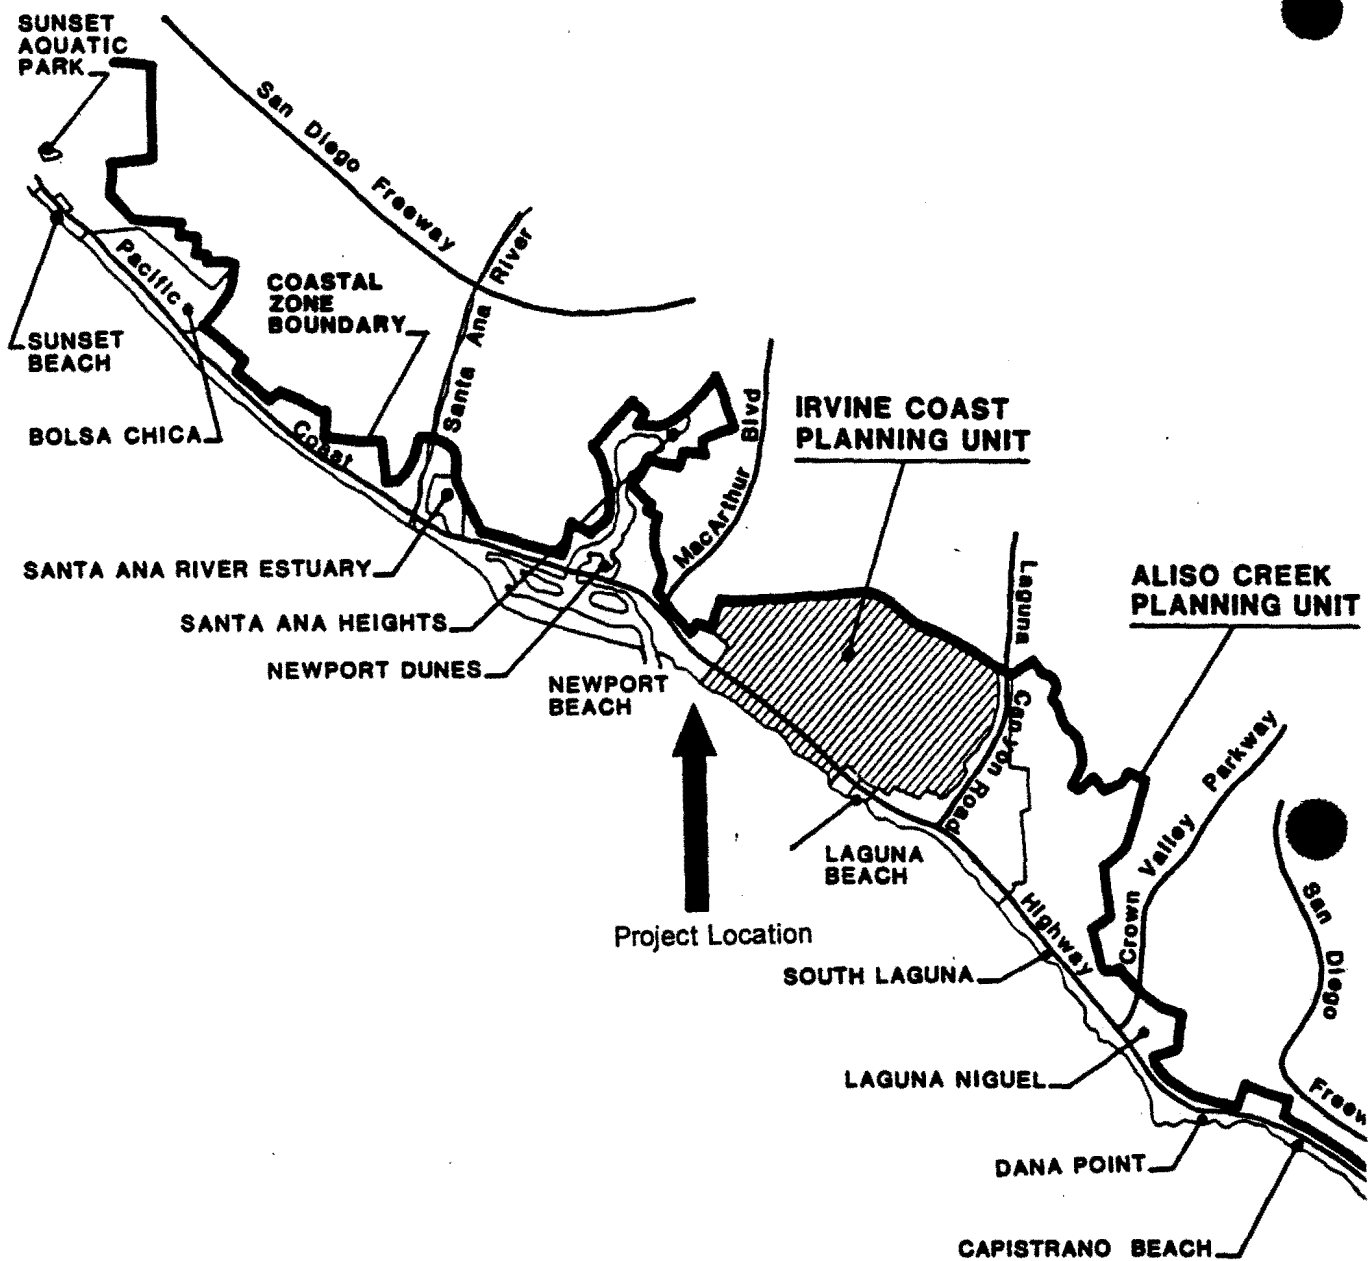 SUNSET
AQUATIC
PARK
San Diego Freeway
Santa Ana River
Pacific
COASTAL
ZONE
BOUNDARY
SUNSET
BEACH
BOLSA CHICA
Coast
MacArthur Blvd
IRVINE COAST
PLANNING UNIT
SANTA ANA RIVER ESTUARY
SANTA ANA HEIGHTS
NEWPORT DUNES
NEWPORT
BEACH
Laguna Canyon Road
ALISO CREEK
PLANNING UNIT
Crown Valley Parkway
LAGUNA
BEACH
Project Location
Highway
SOUTH LAGUNA
San Diego Freew
LAGUNA NIGUEL
DANA POINT
CAPISTRANO BEACH